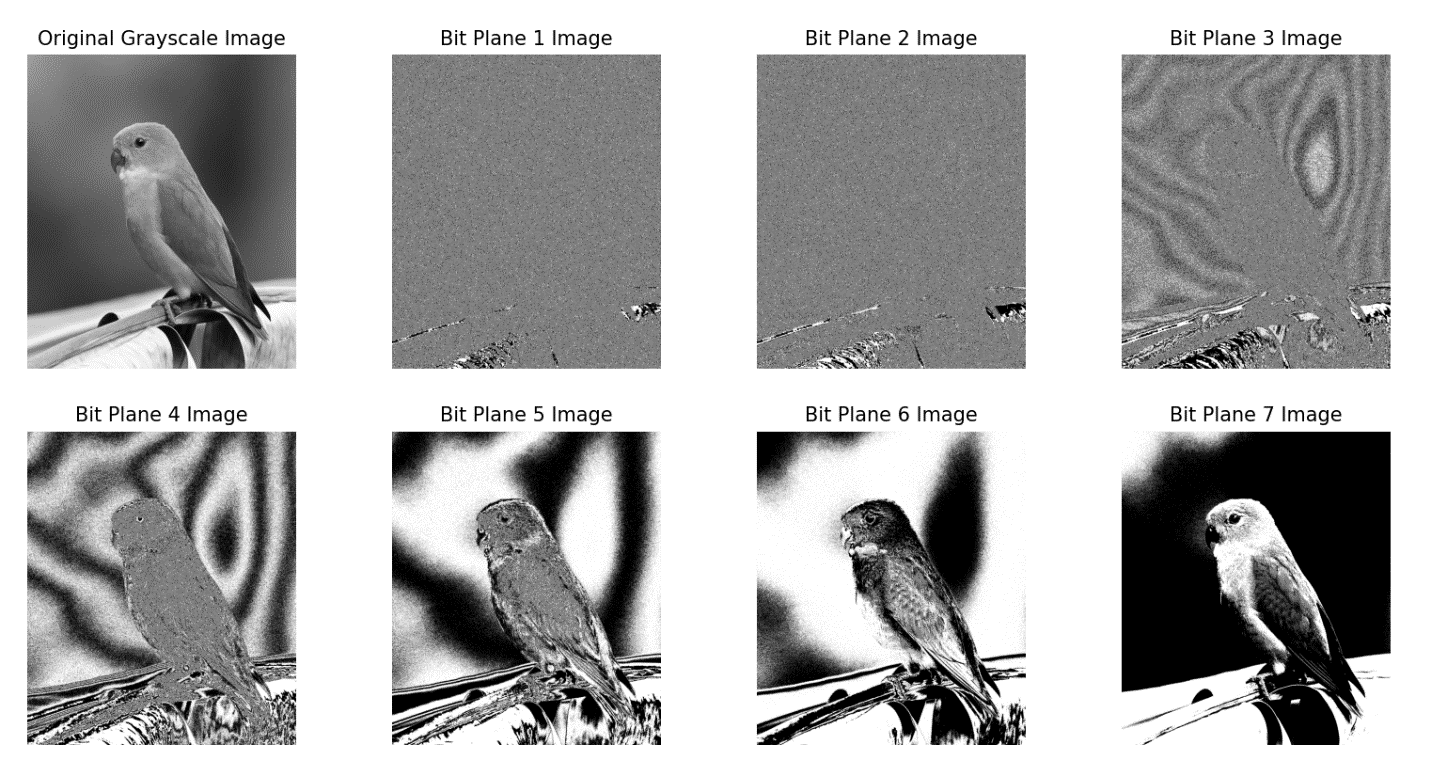 Original Grayscale Image
Bit Plane 1 Image
Bit Plane 2 Image
Bit Plane 3 Image
Bit Plane 4 Image
Bit Plane 5 Image
Bit Plane 6 Image
Bit Plane 7 Image